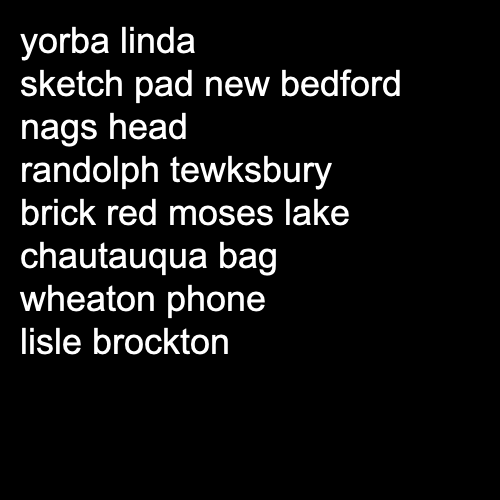 yorba linda
sketch pad new bedford
nags head
randolph tewksbury
brick red moses lake
chautauqua bag
wheaton phone
lisle brockton